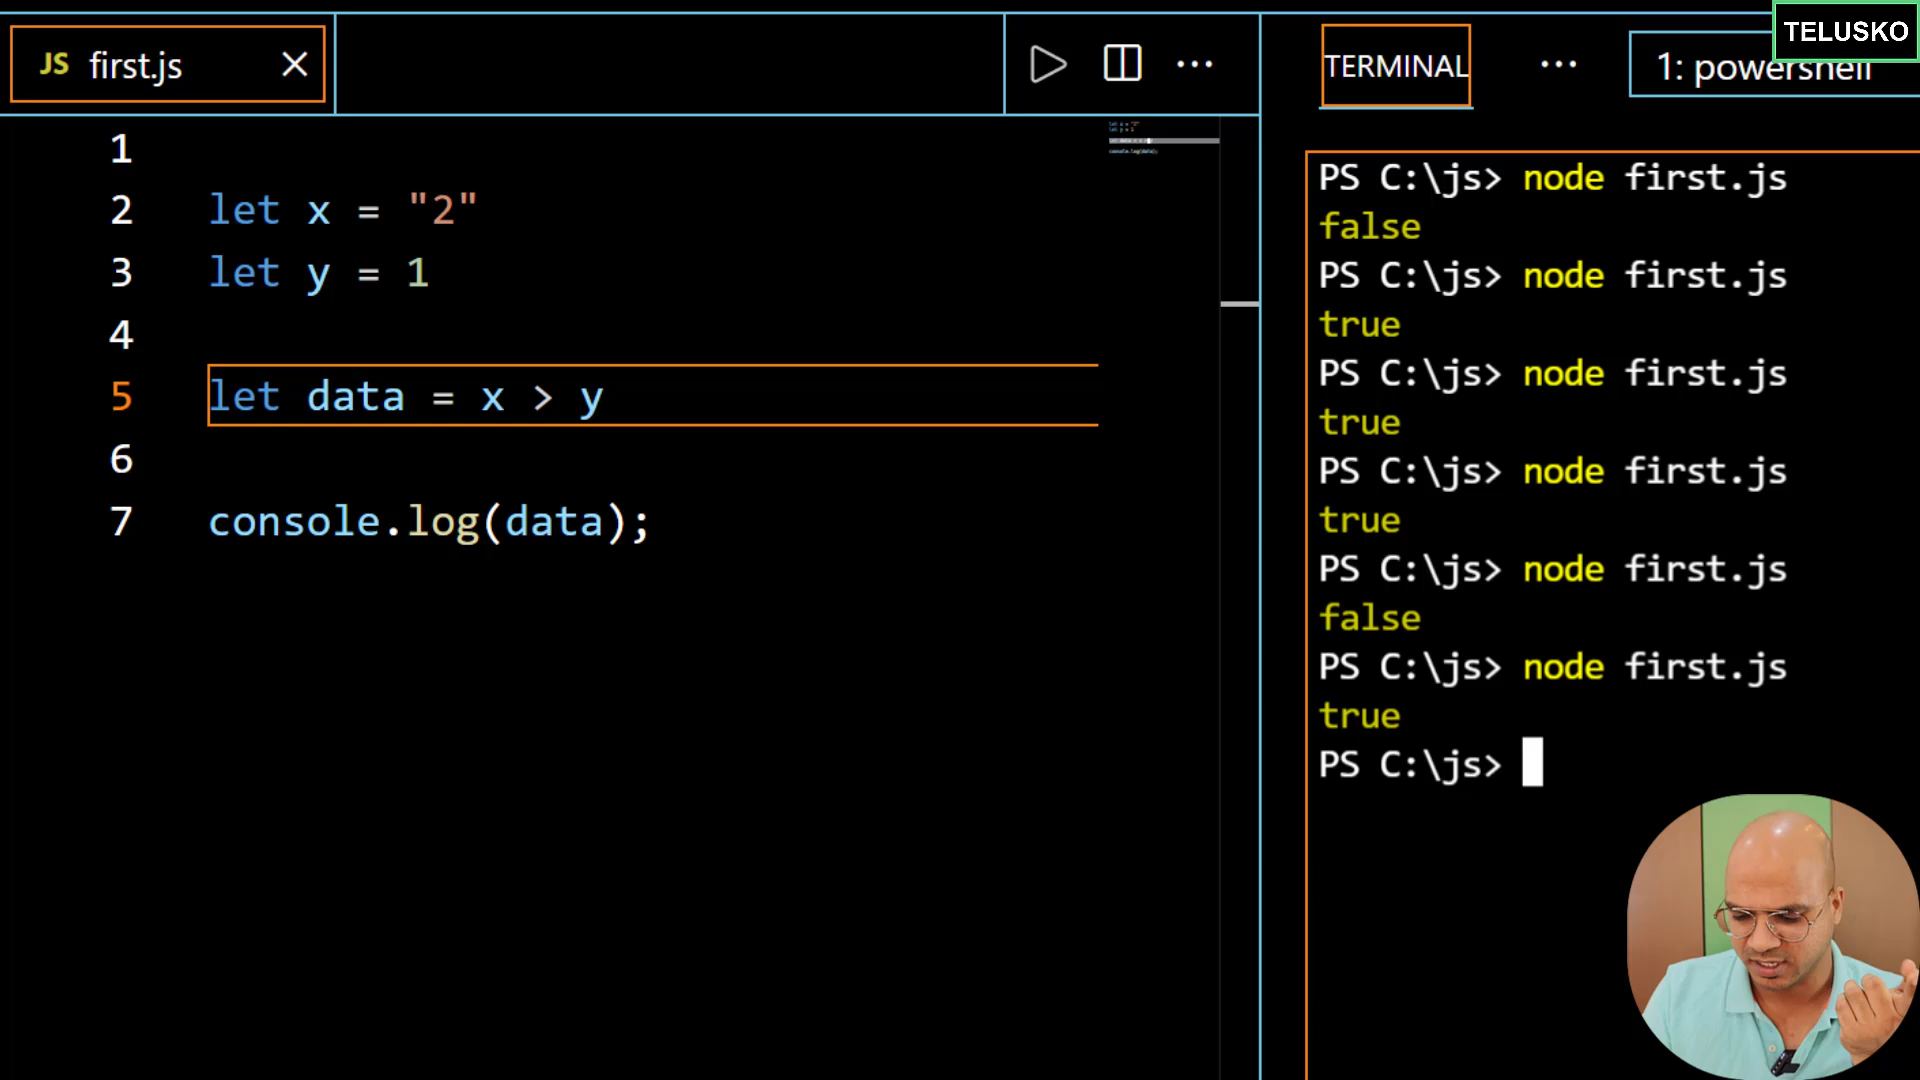 JS first.js
TERMINAL
TELUSKO
1: powershell
1
2 let x = "2"
3 let y = 1
4
5 let data = x > y
6
7 console.log(data);
PS C:\js> node first.js
false
PS C:\js> node first.js
true
PS C:\js> node first.js
true
PS C:\js> node first.js
true
PS C:\js> node first.js
false
PS C:\js> node first.js
true
PS C:\js>